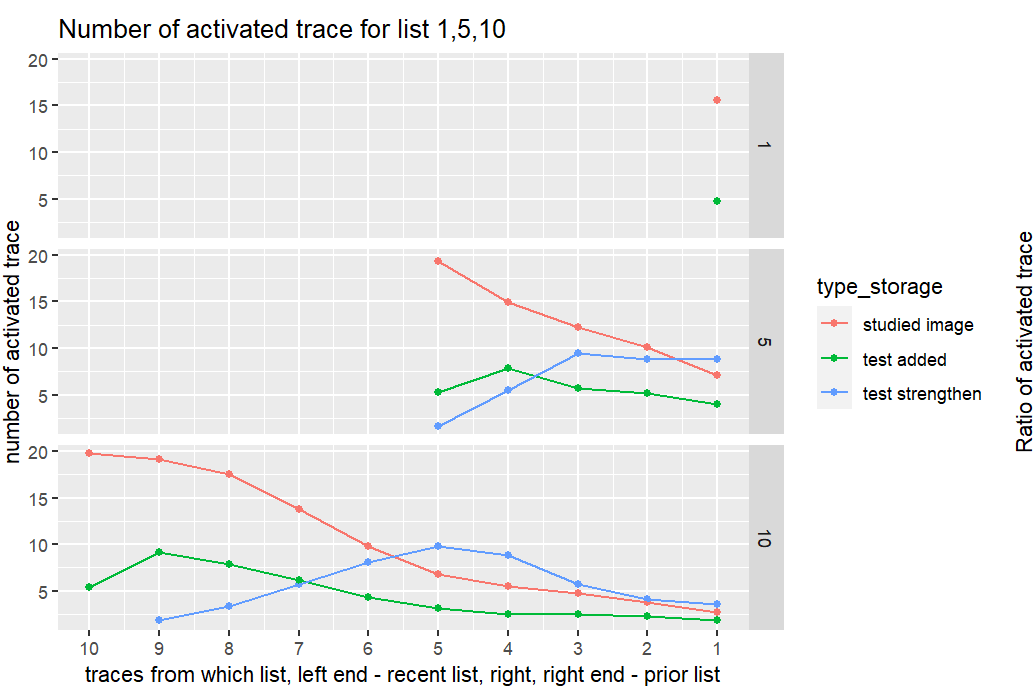 Number of activated trace for list 1,5,10
number of activated trace
20
15
10
5
1
20
15
10
5
5
20
15
10
5
10
10 9 8 7 6 5 4 3 2 1
traces from which list, left end - recent list, right, right end - prior list
type_storage
studied image
test added
test strengthen
Ratio of activated trace